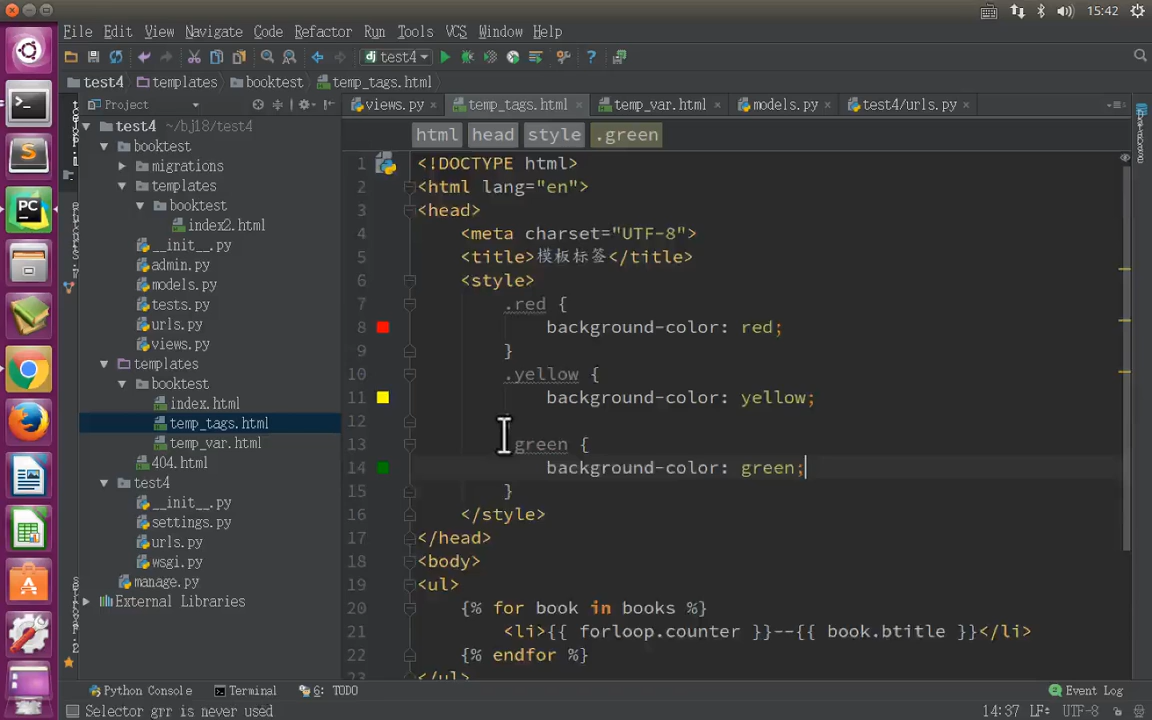 15:42
File Edit View Navigate Code Refactor Run Tools VCS Window Help
test4
test4 templates booktest temp_tags.html
Project views.py temp_tags.html temp_var.html models.py test4/urls.py
html head style .green
test4 ~/bj18/test4
booktest
migrations
templates
booktest
index2.html
__init__.py
admin.py
models.py
tests.py
urls.py
views.py
templates
booktest
index.html
temp_tags.html
temp_var.html
404.html
test4
__init__.py
settings.py
urls.py
wsgi.py
manage.py
External Libraries
1 <!DOCTYPE html>
2 <html lang="en">
3 <head>
4 <meta charset="UTF-8">
5 <title>模板标签</title>
6 <style>
7 .red {
8 background-color: red;
9 }
10 .yellow {
11 background-color: yellow;
12
13 green {
14 background-color: green;
15 }
16 </style>
17 </head>
18 <body>
19 <ul>
20 {% for book in books %}
21 <li>{{ forloop.counter }}--{{ book.btitle }}</li>
22 {% endfor %}
23 </ul>
Python Console Terminal 6: TODO Event Log
Selector grr is never used 14:37 LF: UTF-8